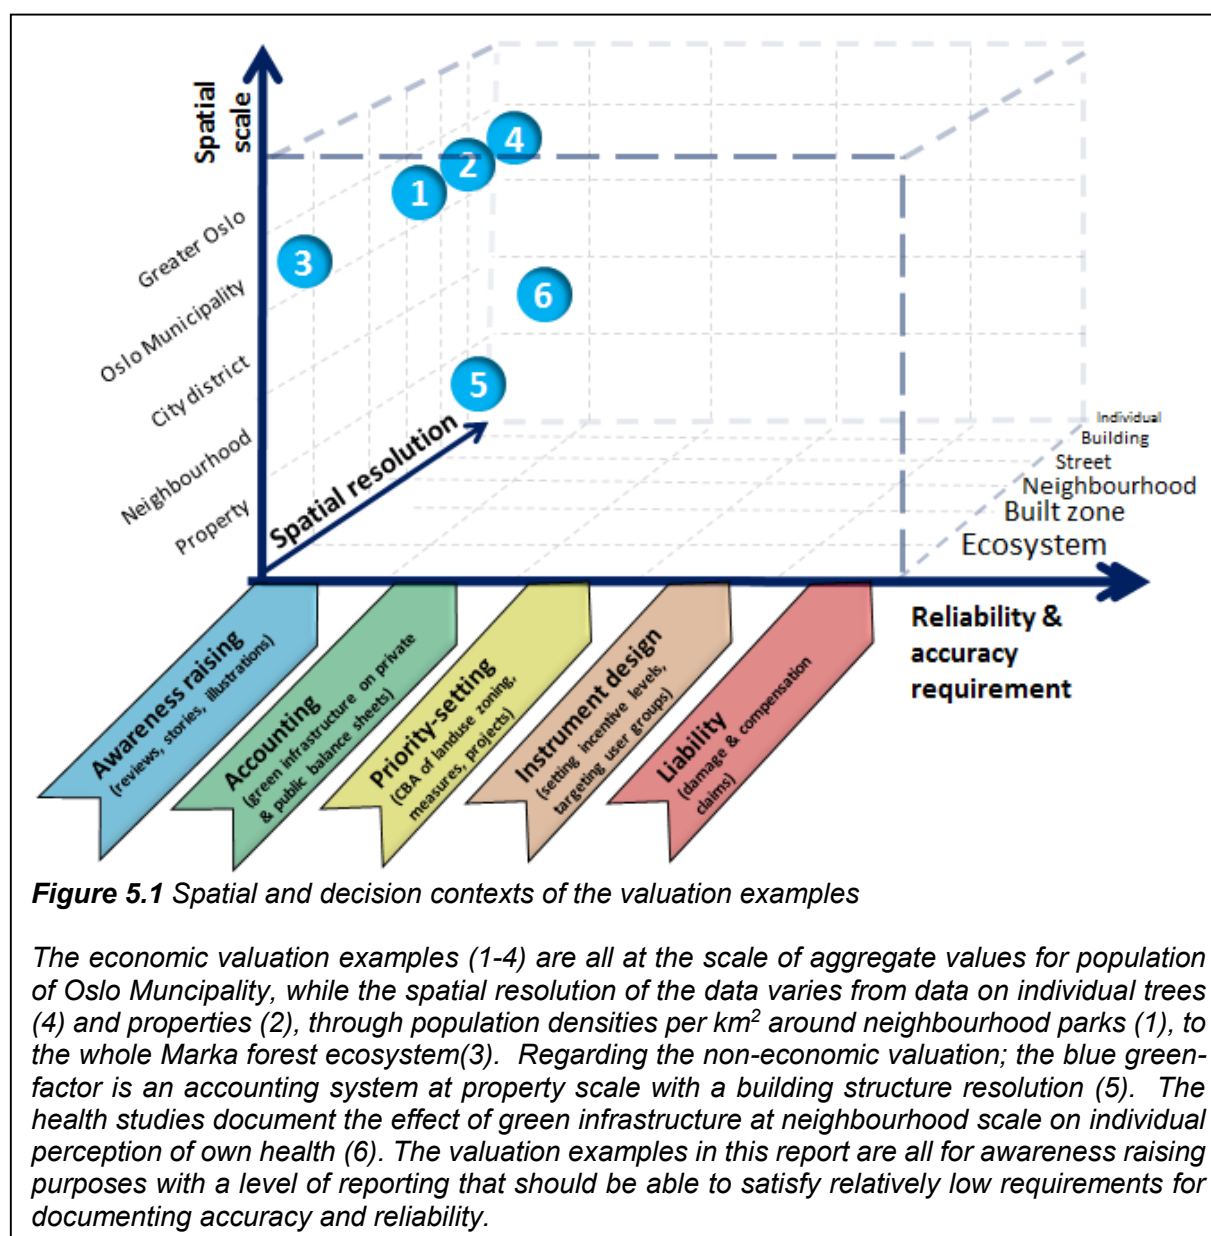 Spatial
scale
4
2
1
3
6
5
Greater Oslo
Oslo Municipality
City district
Neighbourhood
Property
Spatial resolution
Individual
Building
Street
Neighbourhood
Built zone
Ecosystem
Reliability &
accuracy
requirement
Awareness raising
(reviews, stories, illustrations)
Accounting
(green infrastructure on private
& public balance sheets)
Priority-setting
(CBA of landuse zoning,
measures, projects)
Instrument design
(setting incentive levels,
targeting user groups)
Liability
(damage & compensation
claims)
Figure 5.1 Spatial and decision contexts of the valuation examples
The economic valuation examples (1-4) are all at the scale of aggregate values for population
of Oslo Muncipality, while the spatial resolution of the data varies from data on individual trees
(4) and properties (2), through population densities per km² around neighbourhood parks (1), to
the whole Marka forest ecosystem(3). Regarding the non-economic valuation; the blue green-
factor is an accounting system at property scale with a building structure resolution (5). The
health studies document the effect of green infrastructure at neighbourhood scale on individual
perception of own health (6). The valuation examples in this report are all for awareness raising
purposes with a level of reporting that should be able to satisfy relatively low requirements for
documenting accuracy and reliability.